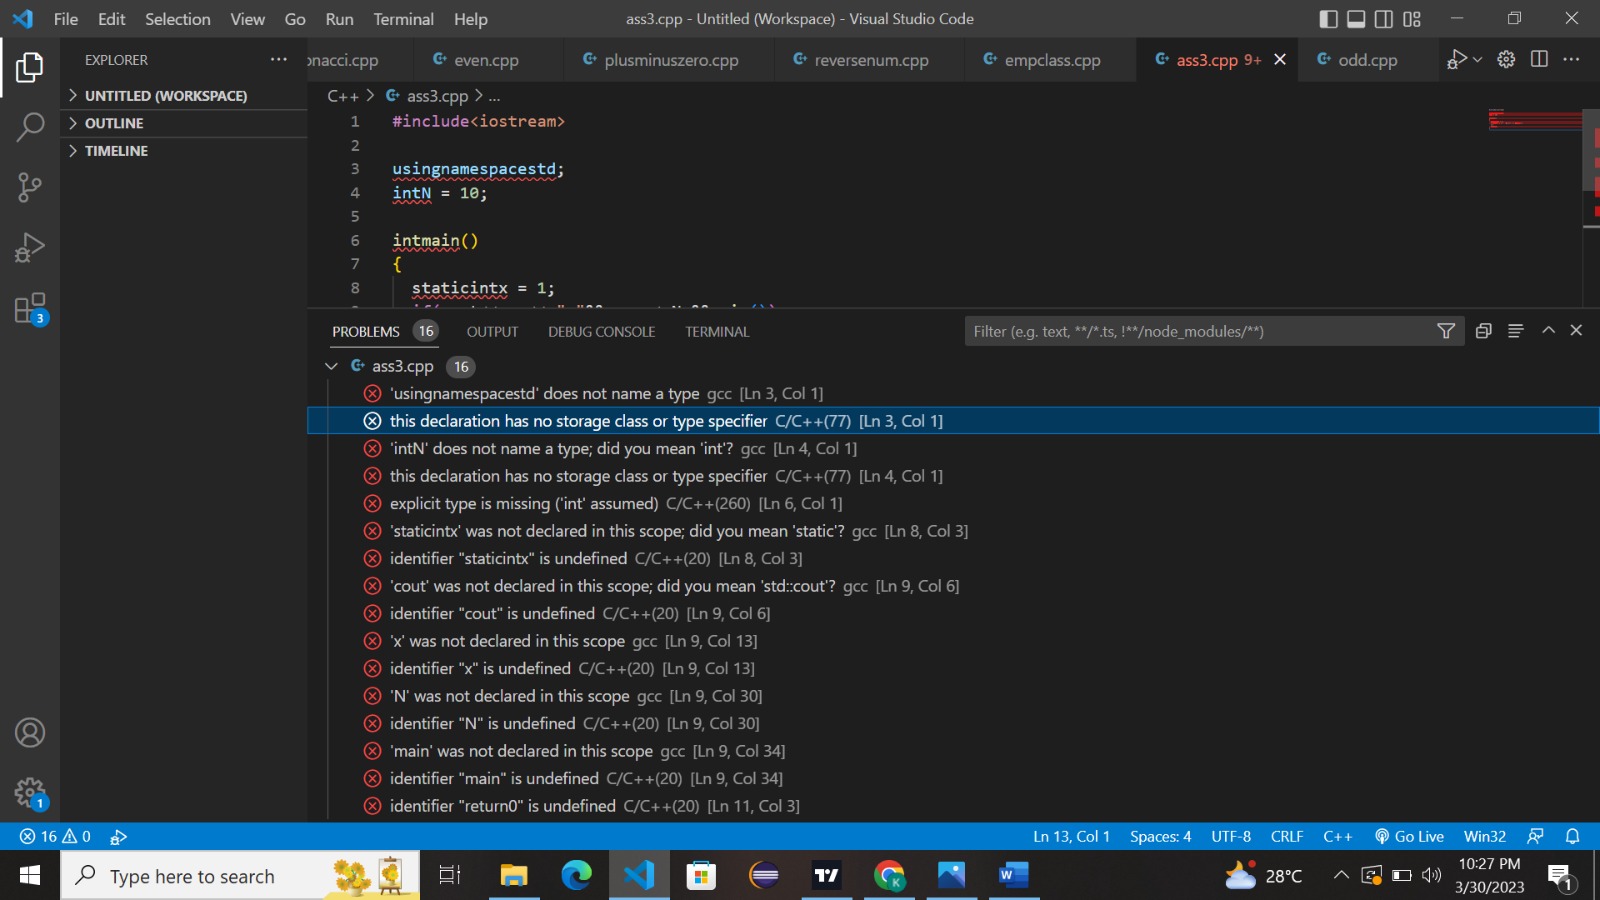 File Edit Selection View Go Run Terminal Help
ass3.cpp - Untitled (Workspace) - Visual Studio Code
EXPLORER
onacci.cpp
even.cpp
plusminuszero.cpp
reversenum.cpp
empclass.cpp
ass3.cpp 9+
odd.cpp
UNTITLED (WORKSPACE)
OUTLINE
TIMELINE
C++ > ass3.cpp > ...
1 #include<iostream>
2
3 usingnamespacestd;
4 intN = 10;
5
6 intmain()
7 {
8 staticintx = 1;
PROBLEMS 16 OUTPUT DEBUG CONSOLE TERMINAL
Filter (e.g. text, **/*.ts, !**/node_modules/**)
ass3.cpp 16
'usingnamespacestd' does not name a type gcc [Ln 3, Col 1]
this declaration has no storage class or type specifier C/C++(77) [Ln 3, Col 1]
'intN' does not name a type; did you mean 'int'? gcc [Ln 4, Col 1]
this declaration has no storage class or type specifier C/C++(77) [Ln 4, Col 1]
explicit type is missing ('int' assumed) C/C++(260) [Ln 6, Col 1]
'staticintx' was not declared in this scope; did you mean 'static'? gcc [Ln 8, Col 3]
identifier "staticintx" is undefined C/C++(20) [Ln 8, Col 3]
'cout' was not declared in this scope; did you mean 'std::cout'? gcc [Ln 9, Col 6]
identifier "cout" is undefined C/C++(20) [Ln 9, Col 6]
'x' was not declared in this scope gcc [Ln 9, Col 13]
identifier "x" is undefined C/C++(20) [Ln 9, Col 13]
'N' was not declared in this scope gcc [Ln 9, Col 30]
identifier "N" is undefined C/C++(20) [Ln 9, Col 30]
'main' was not declared in this scope gcc [Ln 9, Col 34]
identifier "main" is undefined C/C++(20) [Ln 9, Col 34]
identifier "return0" is undefined C/C++(20) [Ln 11, Col 3]
3
1
16 0
Ln 13, Col 1 Spaces: 4 UTF-8 CRLF C++ Go Live Win32
Type here to search
28°C
10:27 PM
3/30/2023
1